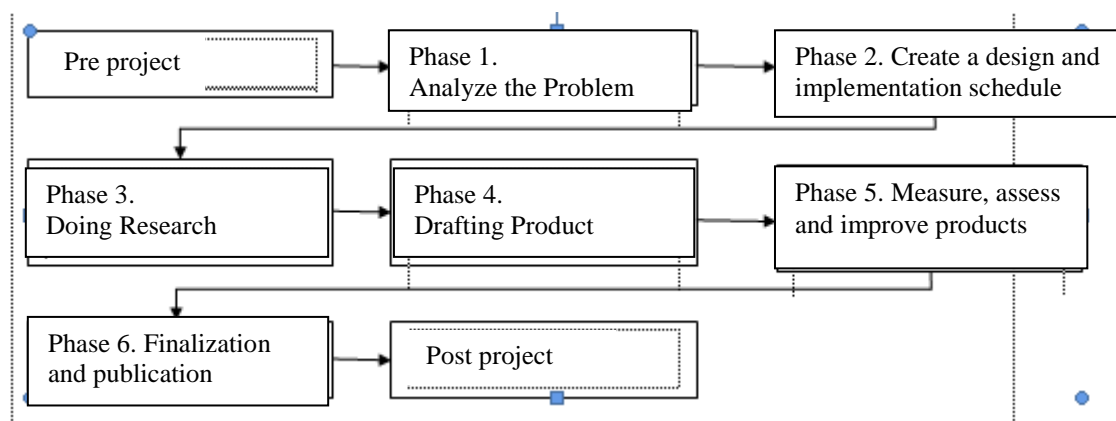 Pre project
Phase 1.
Analyze the Problem
Phase 2. Create a design and
implementation schedule
Phase 3.
Doing Research
Phase 4.
Drafting Product
Phase 5. Measure, assess
and improve products
Phase 6. Finalization
and publication
Post project